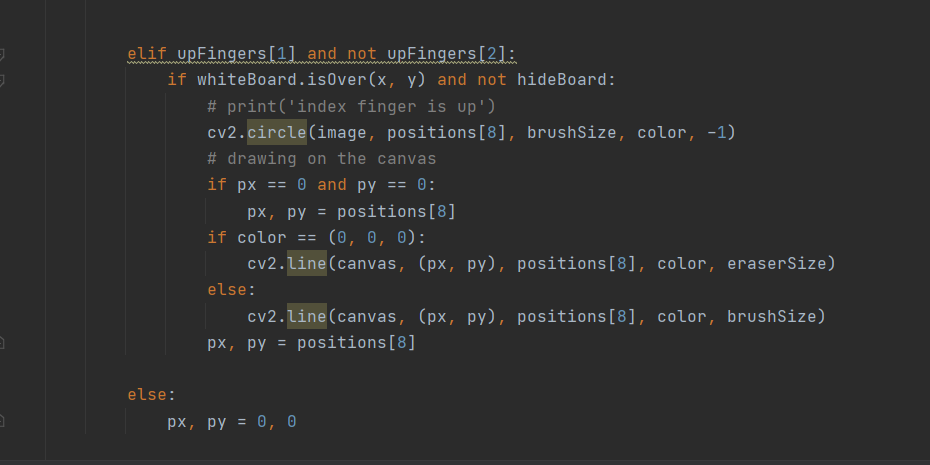 elif upFingers[1] and not upFingers[2]:
if whiteBoard.isOver(x, y) and not hideBoard:
# print('index finger is up')
cv2.circle(image, positions[8], brushSize, color, -1)
# drawing on the canvas
if px == 0 and py == 0:
px, py = positions[8]
if color == (0, 0, 0):
cv2.line(canvas, (px, py), positions[8], color, eraserSize)
else:
cv2.line(canvas, (px, py), positions[8], color, brushSize)
px, py = positions[8]
else:
px, py = 0, 0